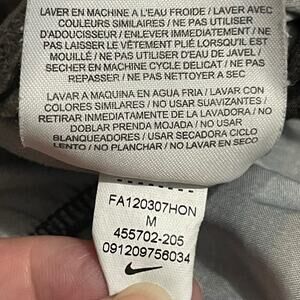 LAVER EN MACHINE A L'EAU FROIDE / LAVER AVEC
COULEURS SIMILAIRES / NE PAS UTILISER
D'ADOUCISSEUR / ENLEVER IMMEDIATEMENT / NE
PAS LAISSER LE VÊTEMENT PLIÉ LORSQU'IL EST
MOUILLÉ / NE PAS UTILISER D'EAU DE JAVEL /
SECHER EN MACHINE CYCLE DELICAT / NE PAS
REPASSER / NE PAS NETTOYER A SEC
LAVAR A MAQUINA EN AGUA FRIA / LAVAR CON
COLORES SIMILARES / NO USAR SUAVIZANTES /
RETIRAR INMEDIATAMENTE DE LA LAVADORA / NO
DOBLAR PRENDA MOJADA / NO USAR
BLANQUEADORES / USAR SECADORA CICLO
LENTO / NO PLANCHAR / NO LAVAR EN SECO
FA120307HON
M
455702-205
091209756034